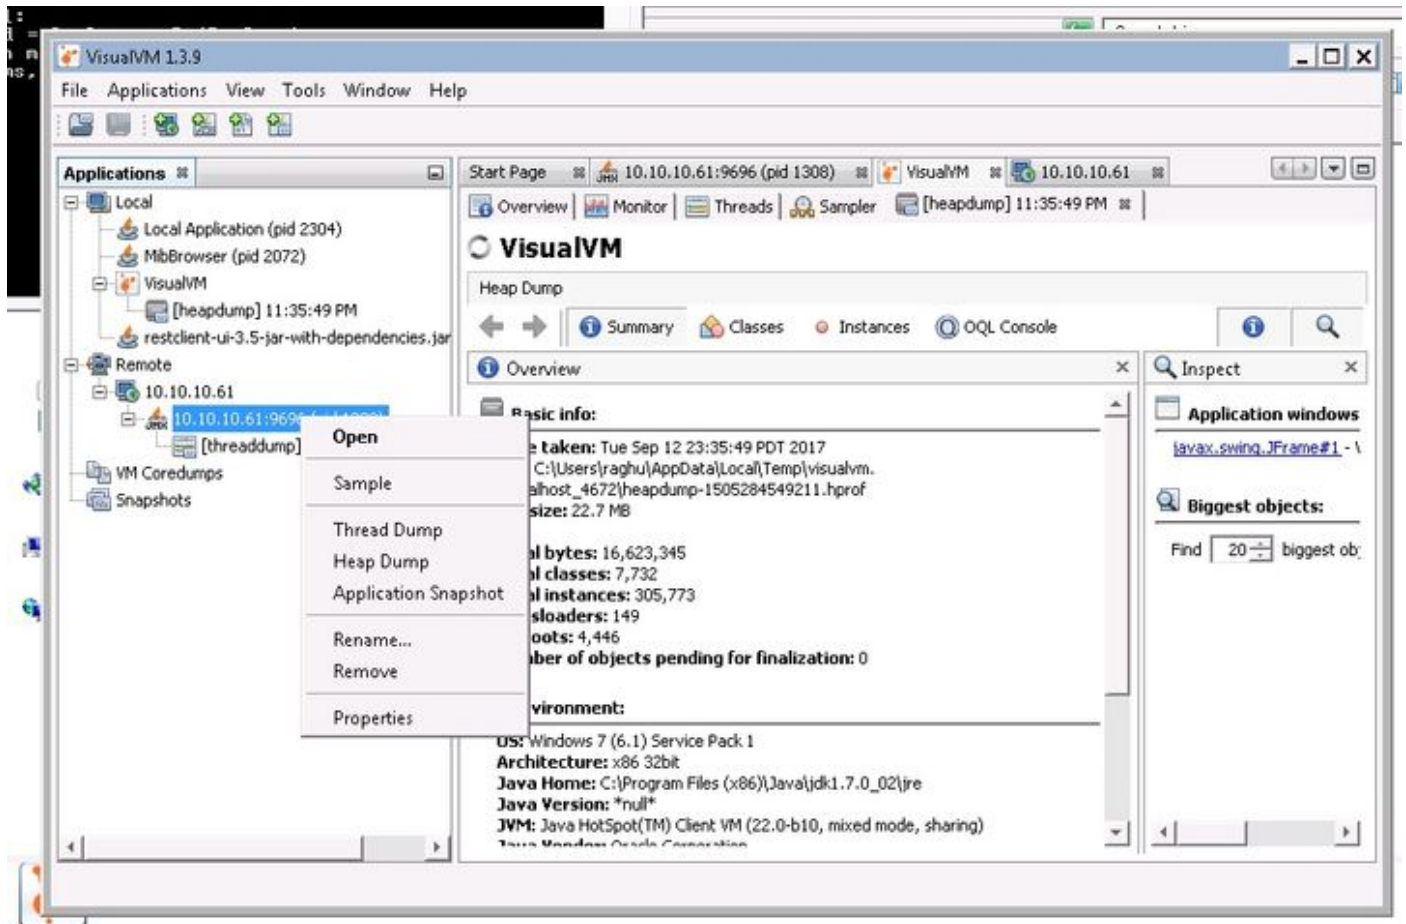 VisualVM 1.3.9
File Applications View Tools Window Help
Applications
Start Page 10.10.10.61:9696 (pid 1308) VisualVM 10.10.10.61
Local
Local Application (pid 2304)
MibBrowser (pid 2072)
VisualVM
[heapdump] 11:35:49 PM
restclient-ui-3.5-jar-with-dependencies.jar
Remote
10.10.10.61
10.10.10.61:9696
[threaddump]
VM Coredumps
Snapshots
Open
Sample
Thread Dump
Heap Dump
Application Snapshot
Rename...
Remove
Properties
Overview Monitor Threads Sampler [heapdump] 11:35:49 PM
VisualVM
Heap Dump
Summary Classes Instances OQL Console
Overview
Basic info:
e taken: Tue Sep 12 23:35:49 PDT 2017
C:\Users\raghu\AppData\Local\Temp\visualvm.
alhost_4672\heapdump-1505284549211.hprof
size: 22.7 MB
al bytes: 16,623,345
al classes: 7,732
al instances: 305,773
sloaders: 149
oots: 4,446
ber of objects pending for finalization: 0
vironment:
OS: Windows 7 (6.1) Service Pack 1
Architecture: x86 32bit
Java Home: C:\Program Files (x86)\Java\jdk1.7.0_02\jre
Java Version: *null*
JVM: Java HotSpot(TM) Client VM (22.0-b10, mixed mode, sharing)
Java Vendor: Oracle Corporation
Inspect
Application windows
javax.swing.JFrame#1 -
Biggest objects:
Find 20 biggest ob